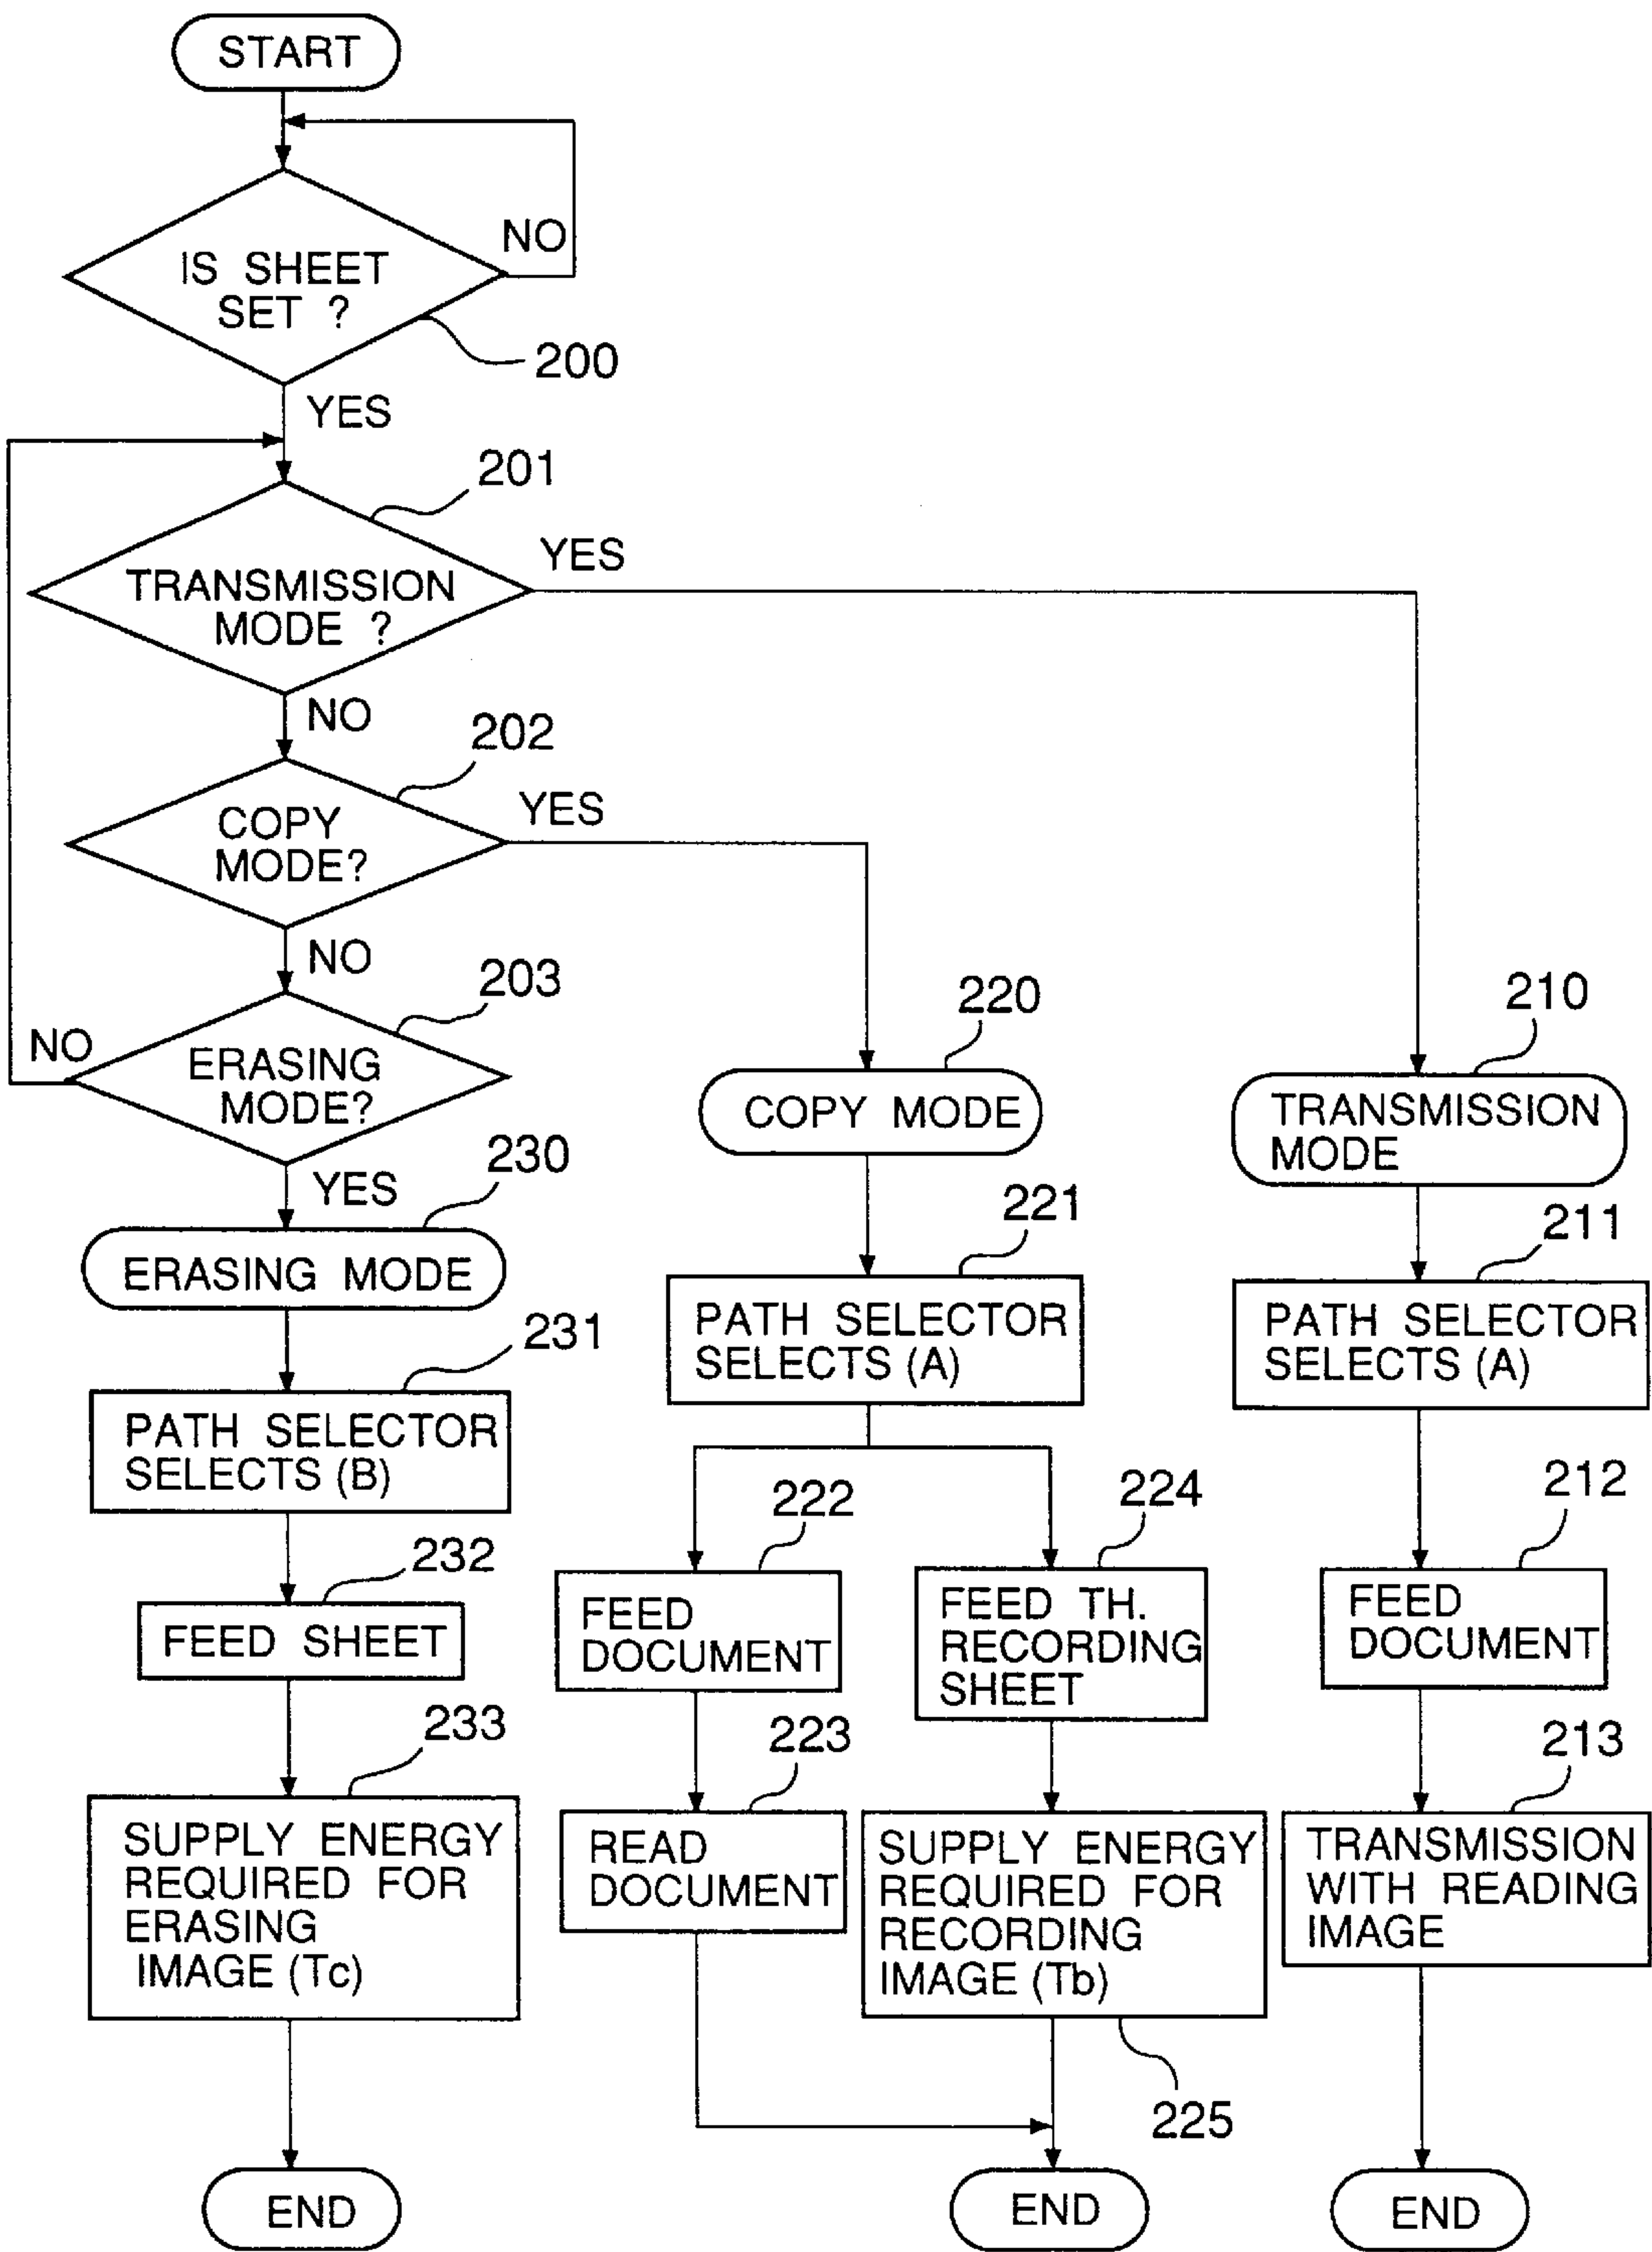 START
NO
IS SHEET
SET ?
200
YES
201
YES
TRANSMISSION
MODE ?
NO
202
YES
COPY
MODE?
NO
203
NO
ERASING
MODE?
YES
230
ERASING MODE
231
PATH SELECTOR
SELECTS (B)
232
FEED SHEET
233
SUPPLY ENERGY
REQUIRED FOR
ERASING
IMAGE (Tc)
END
220
COPY MODE
221
PATH SELECTOR
SELECTS (A)
222
FEED
DOCUMENT
223
READ
DOCUMENT
224
FEED TH.
RECORDING
SHEET
SUPPLY ENERGY
REQUIRED FOR
RECORDING
IMAGE (Tb)
225
END
210
TRANSMISSION
MODE
211
PATH SELECTOR
SELECTS (A)
212
FEED
DOCUMENT
213
TRANSMISSION
WITH READING
IMAGE
END